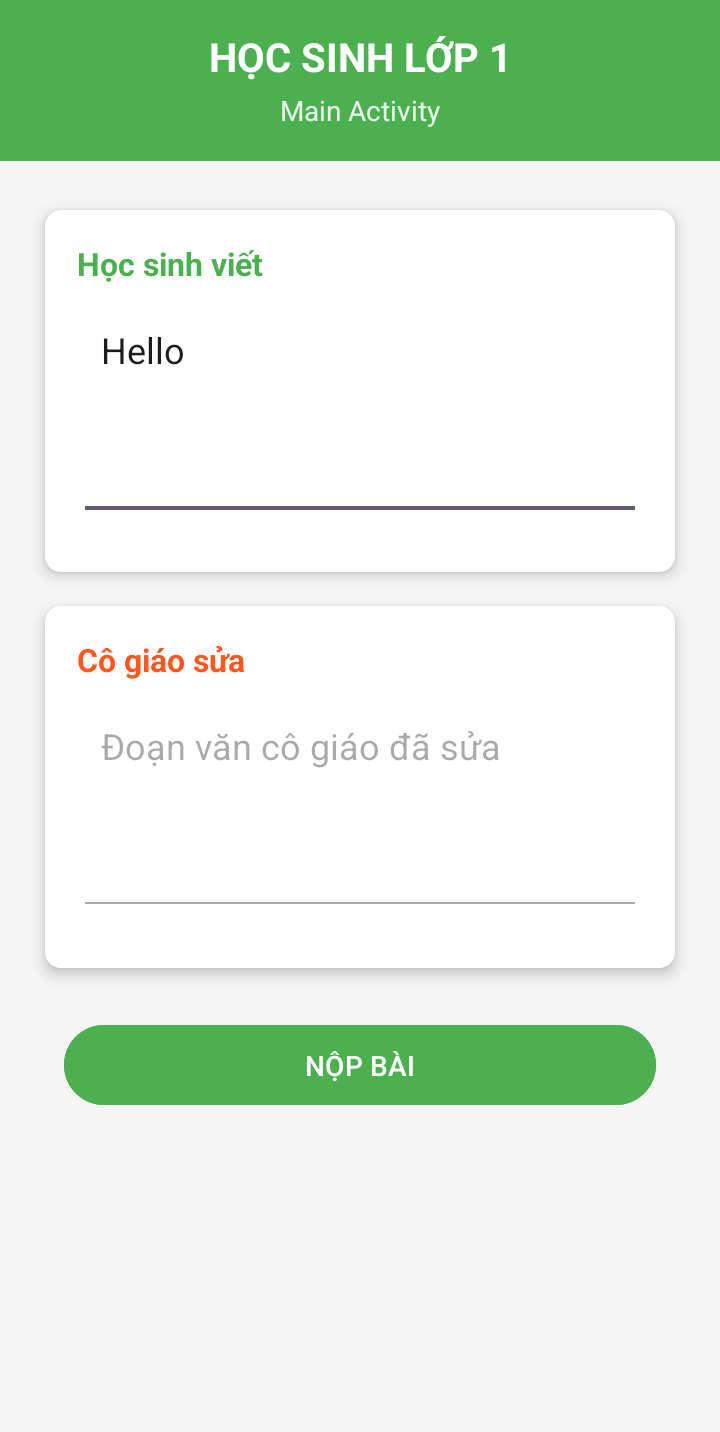 HỌC SINH LỚP 1
Main Activity
Học sinh viết
Hello
Cô giáo sửa
Đoạn văn cô giáo đã sửa
NỘP BÀI